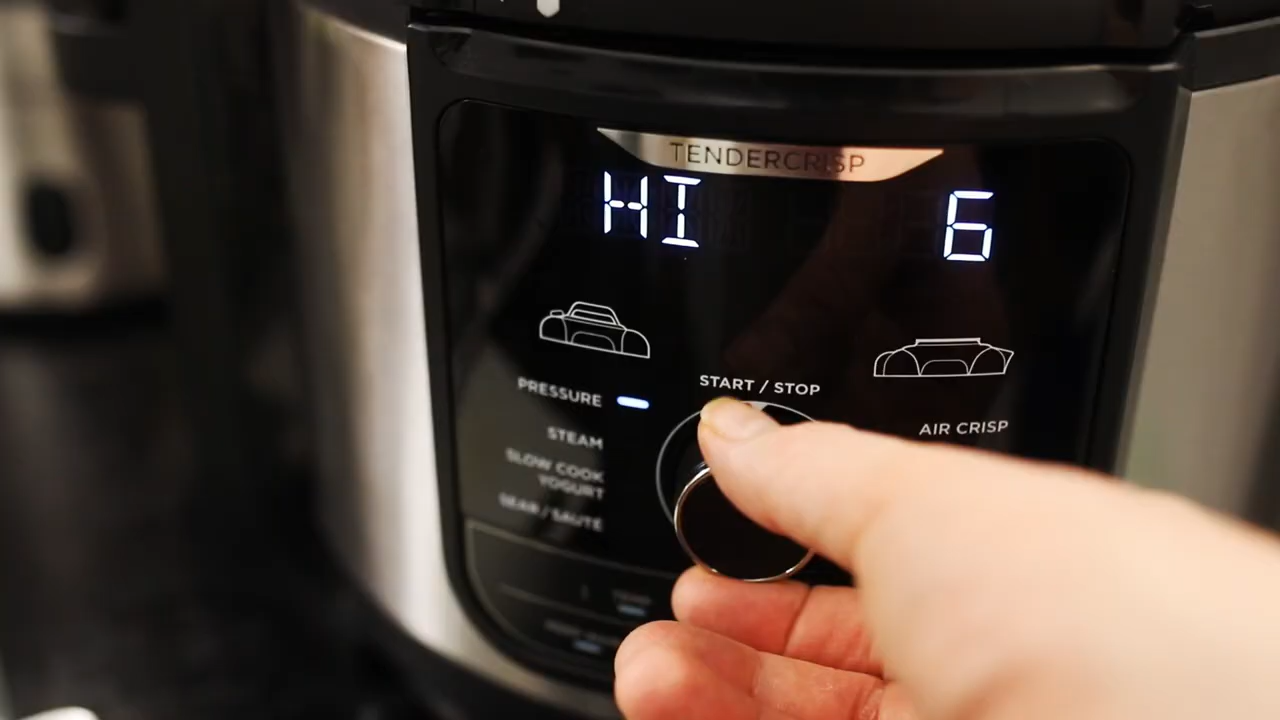 TENDERCRISP
HI 6
START / STOP
PRESSURE
AIR CRISP
STEAM
SLOW COOK
YOGURT
SEAR / SAUTÉ